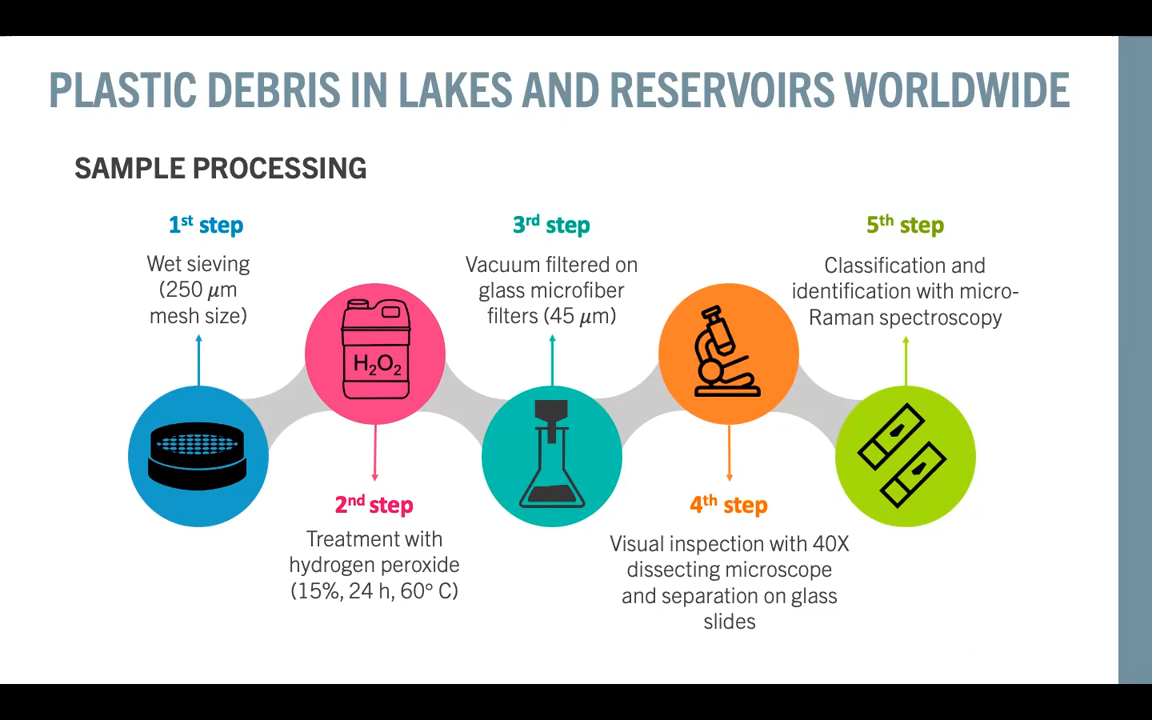 PLASTIC DEBRIS IN LAKES AND RESERVOIRS WORLDWIDE
SAMPLE PROCESSING
1st step
Wet sieving
(250 µm
mesh size)
H₂O₂
2nd step
Treatment with
hydrogen peroxide
(15%, 24 h, 60° C)
3rd step
Vacuum filtered on
glass microfiber
filters (45 µm)
4th step
Visual inspection with 40X
dissecting microscope
and separation on glass
slides
5th step
Classification and
identification with micro-
Raman spectroscopy